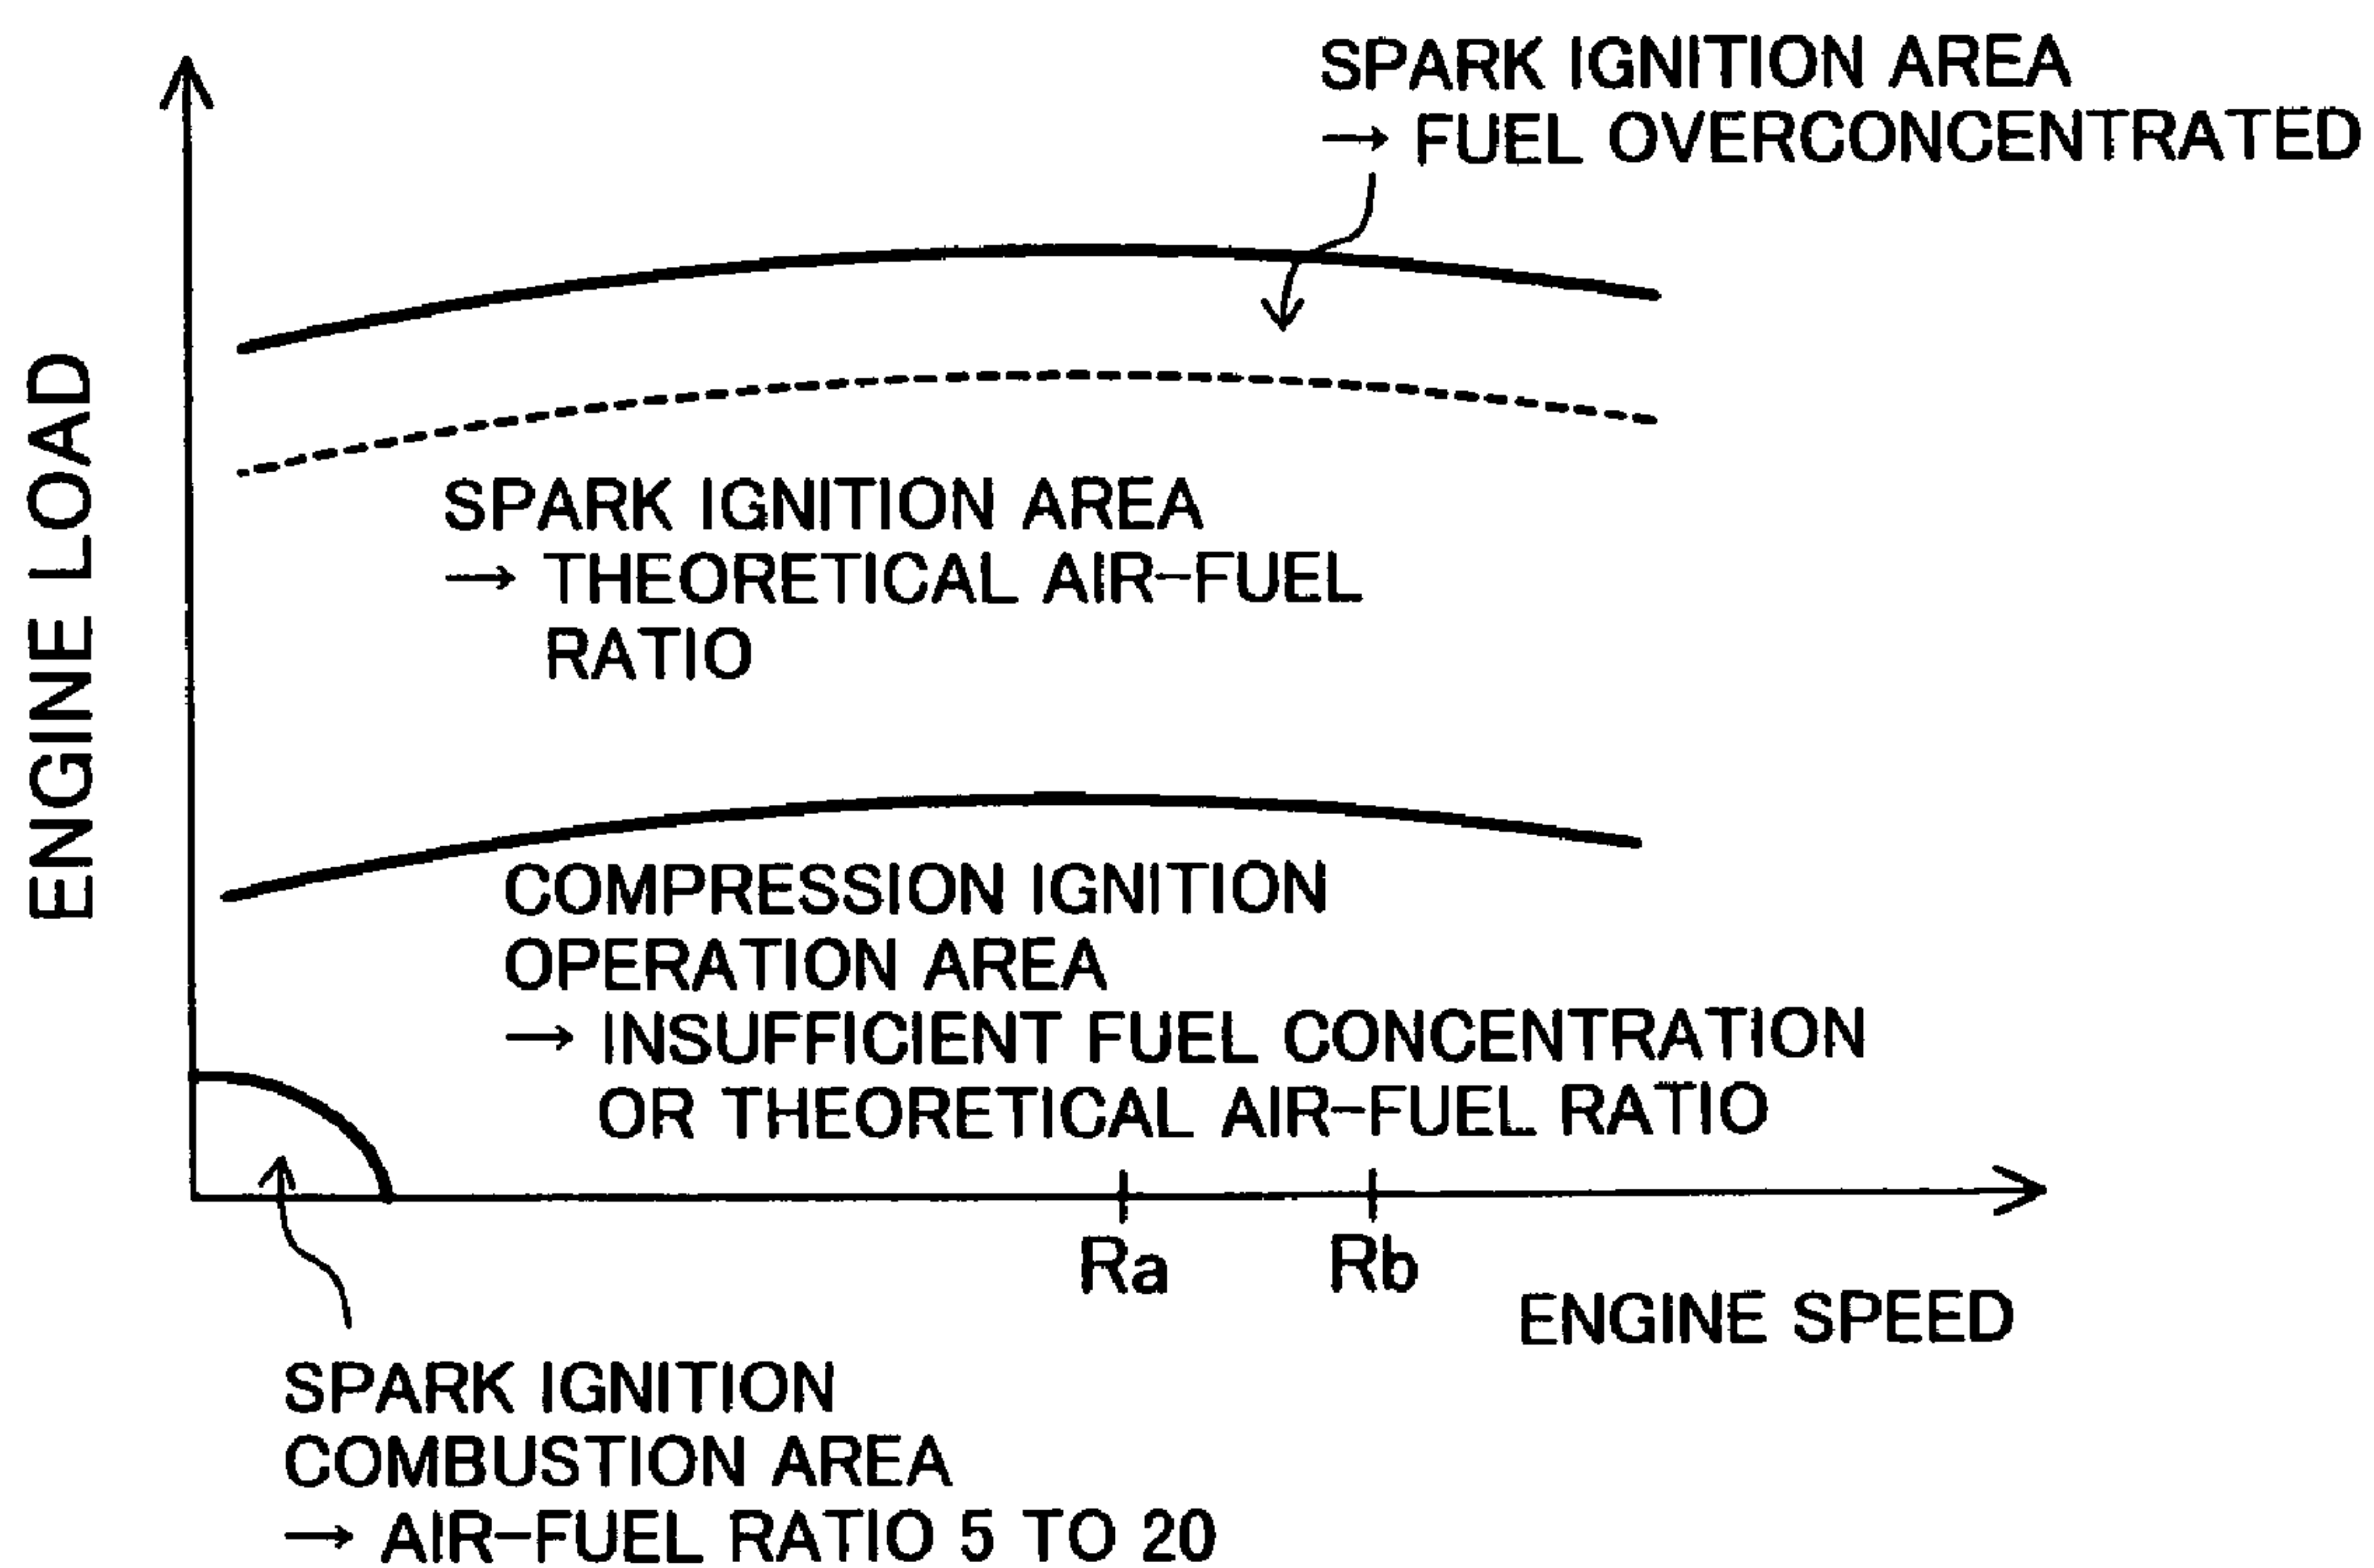 SPARK IGNITION AREA
→ FUEL OVERCONCENTRATED
ENGINE LOAD
SPARK IGNITION AREA
→ THEORETICAL AIR-FUEL
RATIO
COMPRESSION IGNITION
OPERATION AREA
→ INSUFFICIENT FUEL CONCENTRATION
OR THEORETICAL AIR-FUEL RATIO
Ra
Rb
ENGINE SPEED
SPARK IGNITION
COMBUSTION AREA
→ AIR-FUEL RATIO 5 TO 20